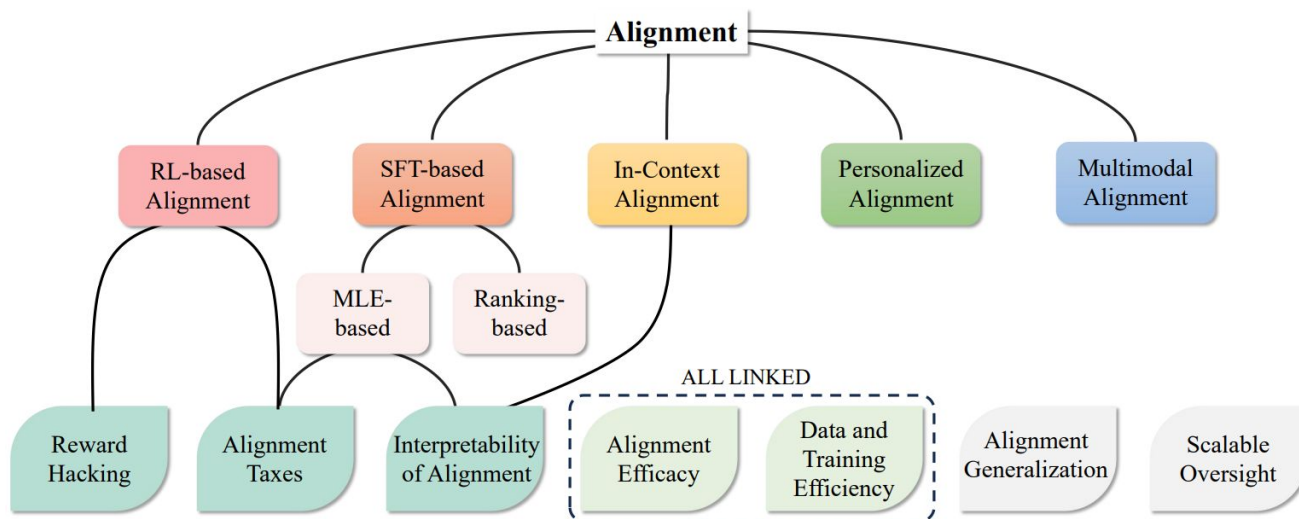 Alignment
RL-based
Alignment
SFT-based
Alignment
In-Context
Alignment
Personalized
Alignment
Multimodal
Alignment
MLE-
based
Ranking-
based
ALL LINKED
Reward
Hacking
Alignment
Taxes
Interpretability
of Alignment
Alignment
Efficacy
Data and
Training
Efficiency
Alignment
Generalization
Scalable
Oversight